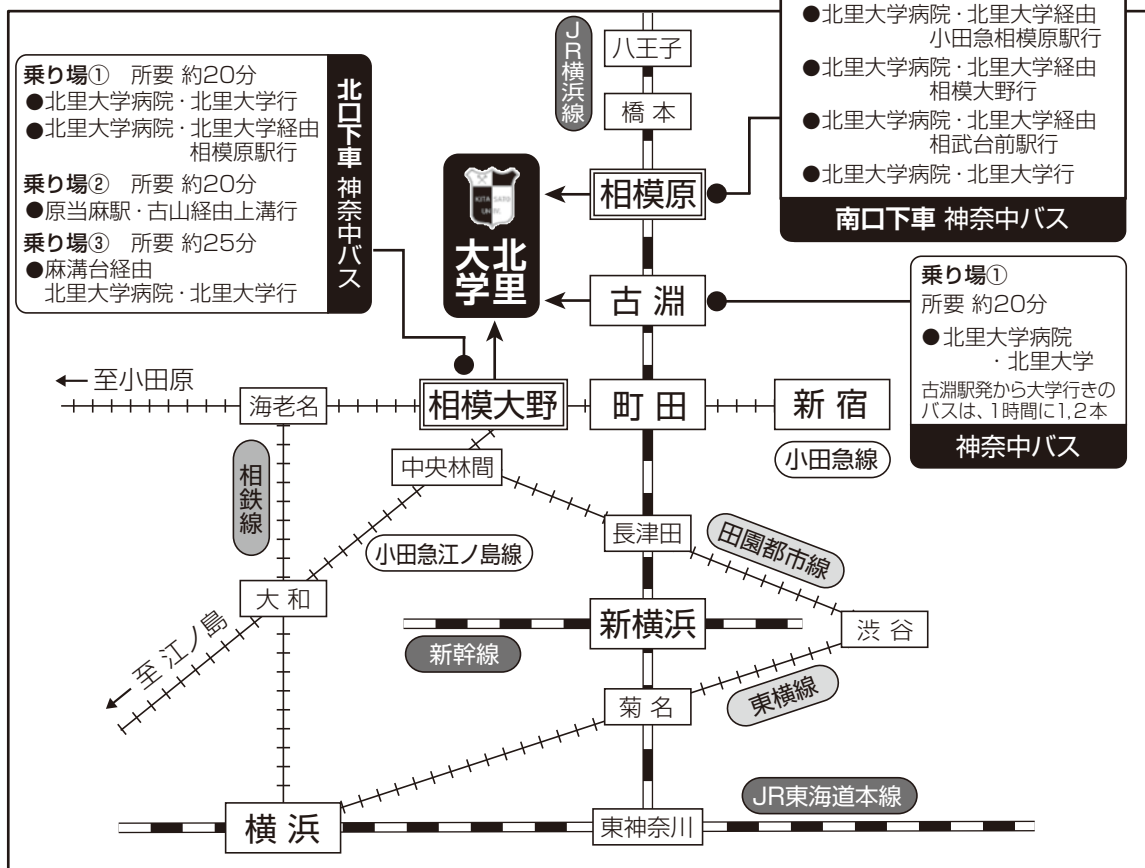 乗り場① 所要 約20分
●北里大学病院・北里大学行
●北里大学病院・北里大学経由
相模原駅行
乗り場② 所要 約20分
●原当麻駅・古山経由上溝行
乗り場③ 所要 約25分
●麻溝台経由
北里大学病院・北里大学行
北口下車 神奈中バス
JR横浜線
八王子
橋本
相模原
北里大学
●北里大学病院・北里大学経由
小田急相模原駅行
●北里大学病院・北里大学経由
相模大野行
●北里大学病院・北里大学経由
相武台前駅行
●北里大学病院・北里大学行
南口下車 神奈中バス
古淵
乗り場①
所要 約20分
●北里大学病院
・北里大学
古淵駅発から大学行きの
バスは、1時間に1,2本
神奈中バス
←至小田原
海老名
相模大野
町田
新宿
小田急線
中央林間
相鉄線
小田急江ノ島線
長津田
田園都市線
大和
新横浜
新幹線
渋谷
←至江ノ島
菊名
東横線
JR東海道本線
横浜
東神奈川